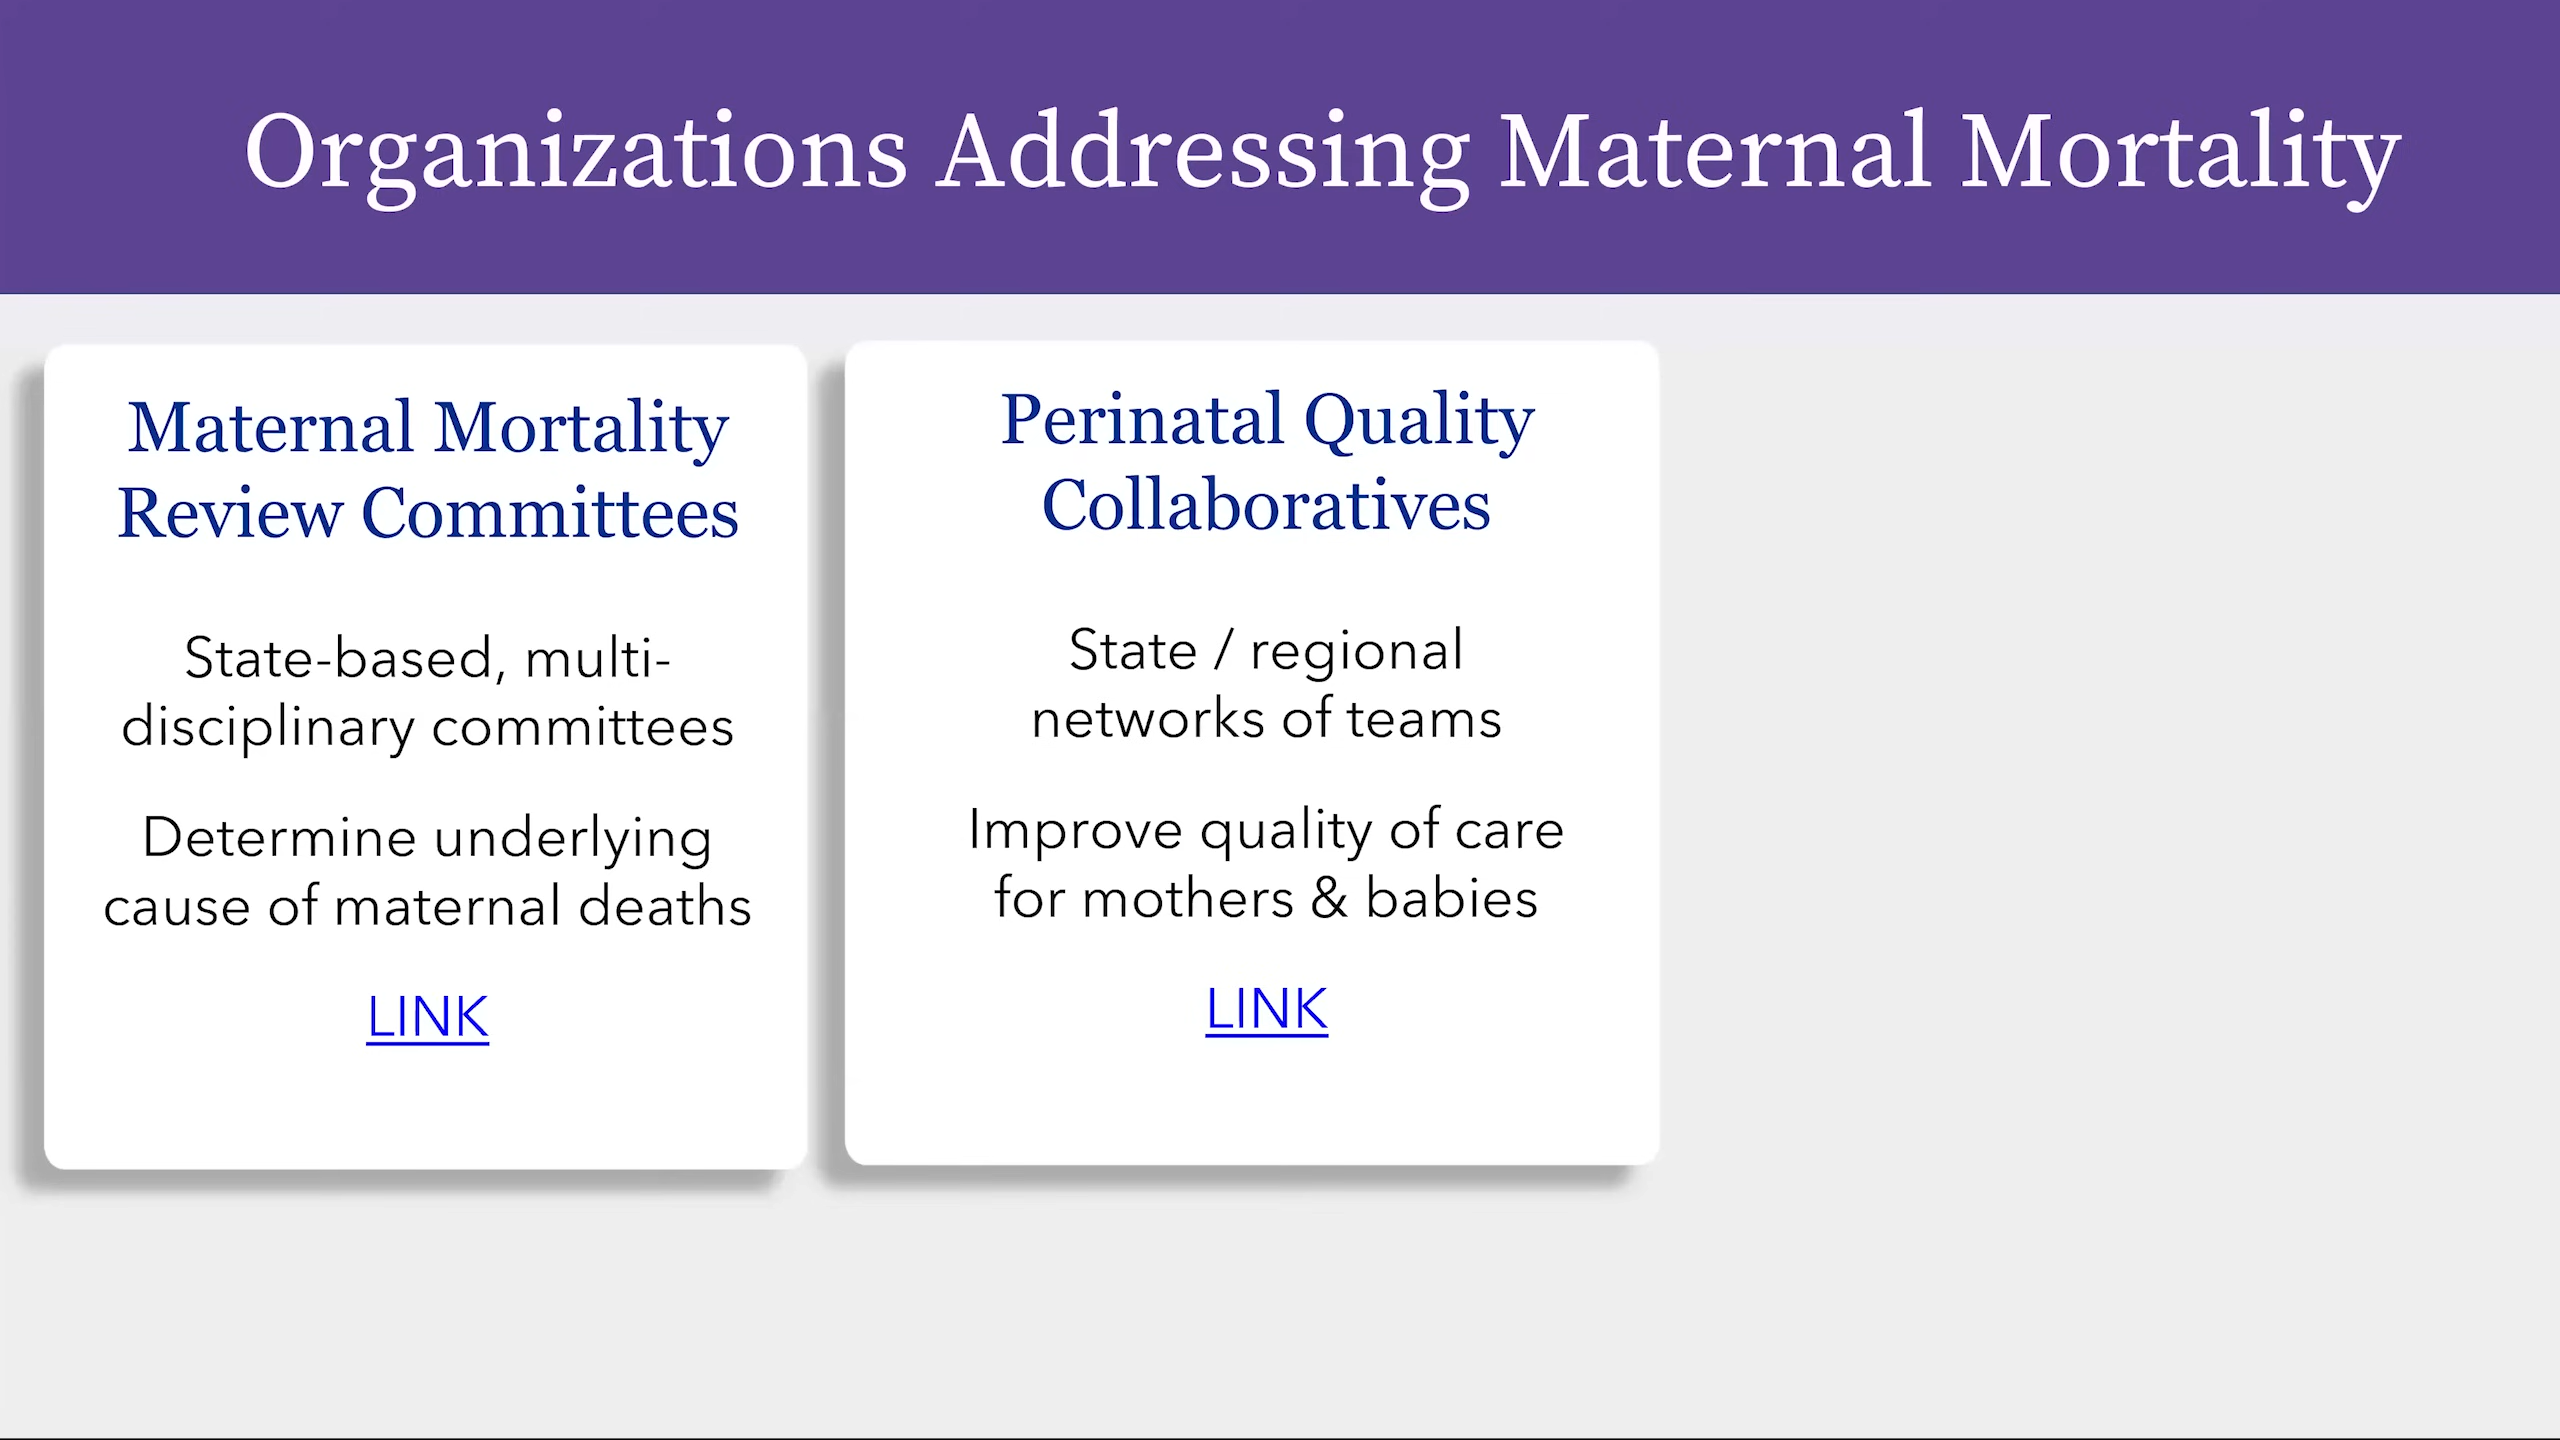 Organizations Addressing Maternal Mortality
Maternal Mortality
Review Committees
State-based, multi-
disciplinary committees
Determine underlying
cause of maternal deaths
LINK
Perinatal Quality
Collaboratives
State / regional
networks of teams
Improve quality of care
for mothers & babies
LINK